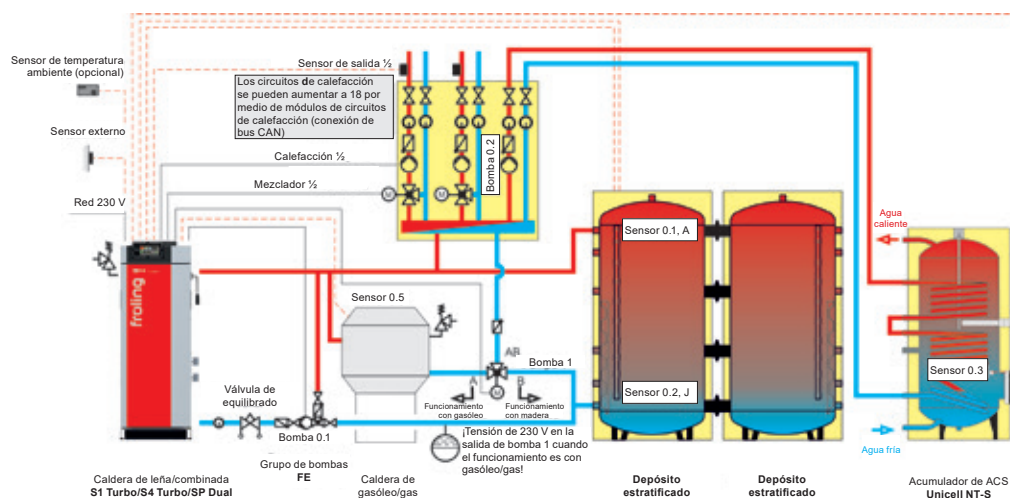 Sensor de temperatura
ambiente (opcional)
Sensor externo
Red 230 V
Sensor de salida ½
Los circuitos de calefacción
se pueden aumentar a 18 por
medio de módulos de circuitos
de calefacción (conexión de
bus CAN)
Calefacción ½
Mezclador ½
M
M
Bomba 0.2
froling
Sensor 0.5
Sensor 0.1, A
Sensor 0.2, J
Agua
caliente
Sensor 0.3
Agua fría
AB
A
B
M
Bomba 1
Funcionamiento
con gasóleo
Funcionamiento
con madera
¡Tensión de 230 V en la
salida de bomba 1 cuando
el funcionamiento es con
gasóleo/gas!
Válvula de
equilibrado
Bomba 0.1
Caldera de leña/combinada
S1 Turbo/S4 Turbo/SP Dual
Grupo de bombas
FE
Caldera de
gasóleo/gas
Depósito
estratificado
Depósito
estratificado
Acumulador de ACS
Unicell NT-S